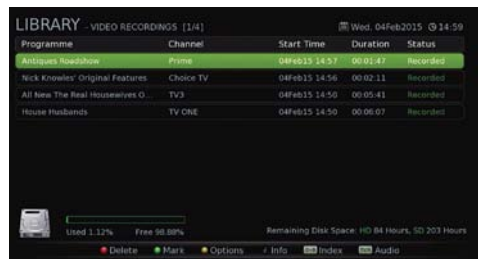 LIBRARY - VIDEO RECORDINGS [1/4] Wed. 04Feb2015 14:59
Programme Channel Start Time Duration Status
Antiques Roadshow Prime 04Feb15 14:57 00:01:47 Recorded
Nick Knowles' Original Features Choice TV 04Feb15 14:56 00:02:11 Recorded
All New The Real Housewives O... TV3 04Feb15 14:50 00:05:41 Recorded
House Husbands TV ONE 04Feb15 14:50 00:06:07 Recorded
Used 1.12% Free 98.88% Remaining Disk Space: HD 84 Hours, SD 203 Hours
Delete Mark Options i Info Index Audio